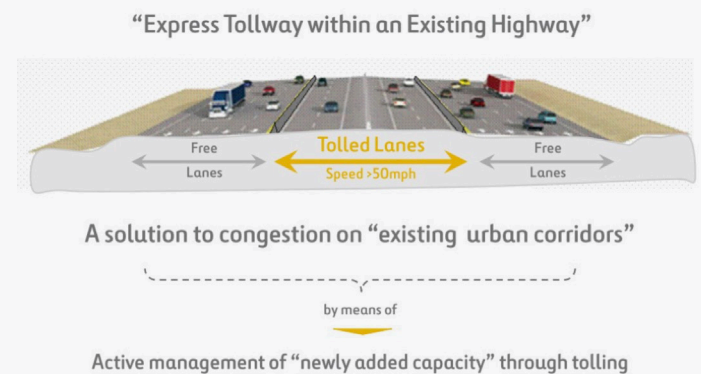 “Express Tollway within an Existing Highway”
Free
Lanes
Tolled Lanes
Speed >50mph
Free
Lanes
A solution to congestion on “existing urban corridors”
by means of
Active management of “newly added capacity” through tolling